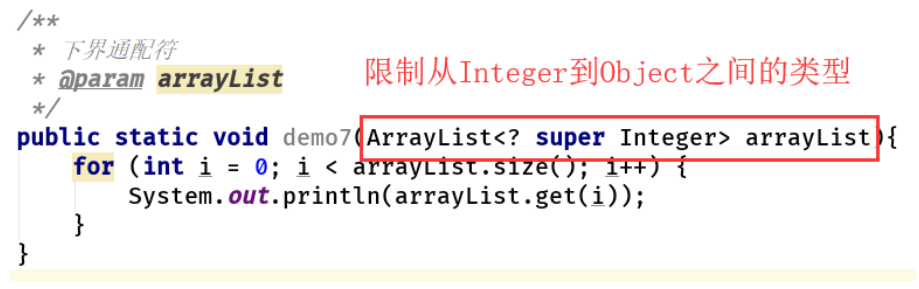 /**
 * 下界通配符
 * @param arrayList
限制从Integer到Object之间的类型
 */
public static void demo7(ArrayList<? super Integer> arrayList){
    for (int i = 0; i < arrayList.size(); i++) {
        System.out.println(arrayList.get(i));
    }
}